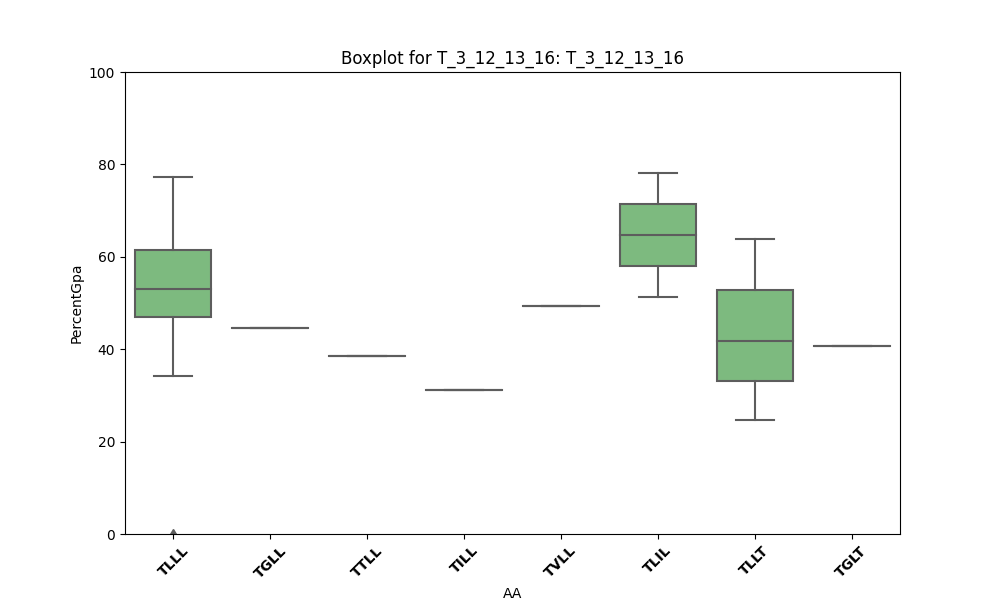 Boxplot for T_3_12_13_16: T_3_12_13_16
PercentGpa
100
80
60
40
20
0
TLLL
TGLL
TTLL
TILL
TVLL
TLIL
TLLT
TGLT
AA